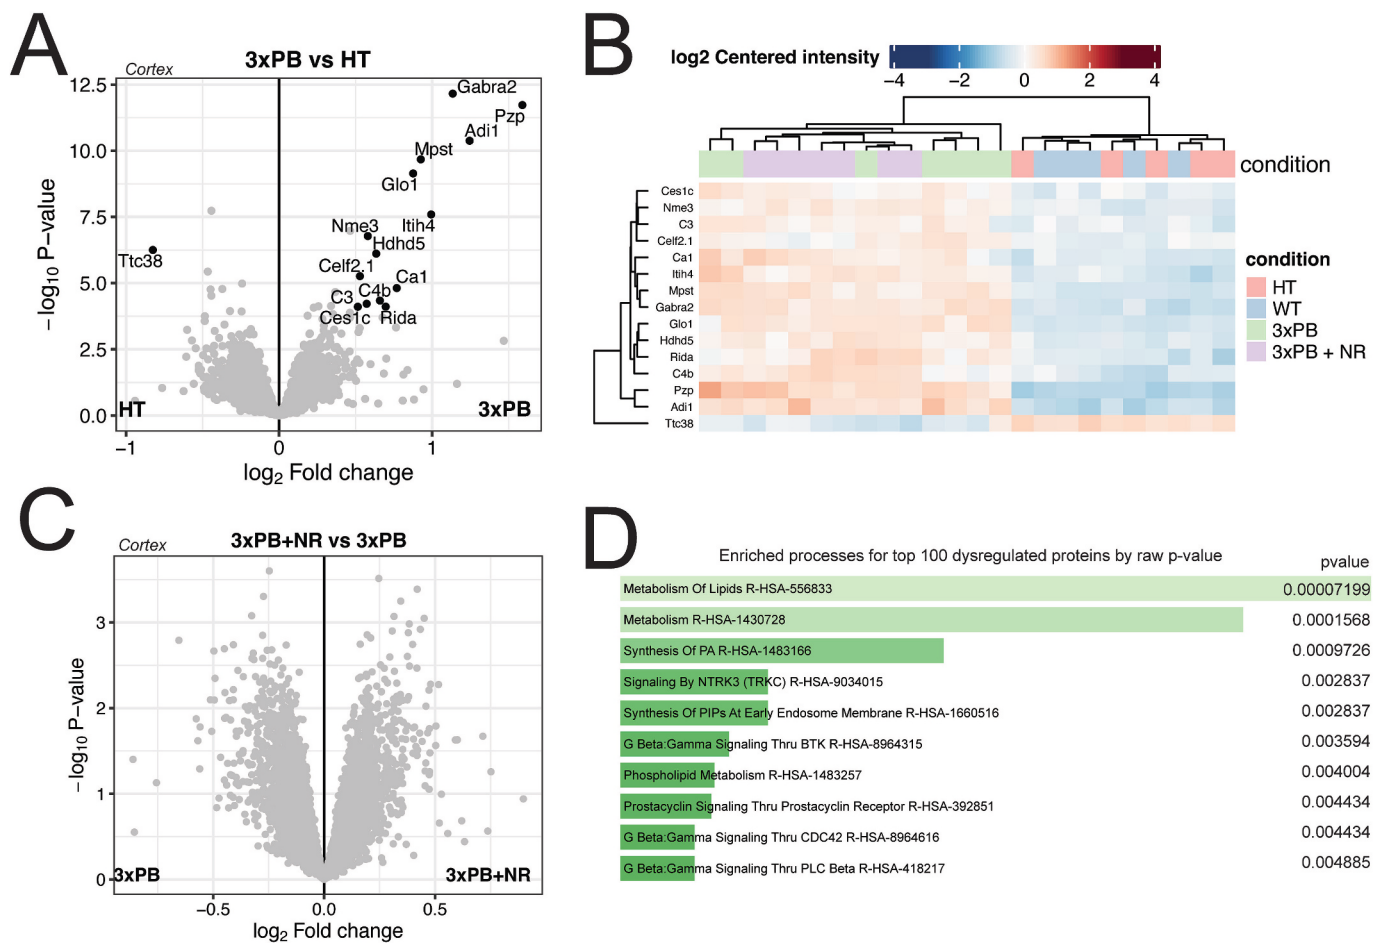 A
3xPB vs HT
Cortex
12.5
10.0
7.5
5.0
2.5
0.0
−log10 P-value
Gabra2
Pzp
Adi1
Mpst
Glo1
Itih4
Nme3
Hdhd5
Ttc38
Celf2.1
Ca1
C3
C4b
Ces1c
Rida
HT
3xPB
−1
0
1
log2 Fold change
B
log2 Centered intensity
−4
−2
0
2
4
condition
Ces1c
Nme3
C3
Celf2.1
Ca1
Itih4
Mpst
Gabra2
Glo1
Hdhd5
Rida
C4b
Pzp
Adi1
Ttc38
condition
HT
WT
3xPB
3xPB + NR
C
3xPB+NR vs 3xPB
Cortex
3
2
1
0
−log10 P-value
3xPB
3xPB+NR
−0.5
0.0
0.5
log2 Fold change
D
Enriched processes for top 100 dysregulated proteins by raw p-value
pvalue
Metabolism Of Lipids R-HSA-556833 0.00007199
Metabolism R-HSA-1430728 0.0001568
Synthesis Of PA R-HSA-1483166 0.0009726
Signaling By NTRK3 (TRKC) R-HSA-9034015 0.002837
Synthesis Of PIPs At Early Endosome Membrane R-HSA-1660516 0.002837
G Beta:Gamma Signaling Thru BTK R-HSA-8964315 0.003594
Phospholipid Metabolism R-HSA-1483257 0.004004
Prostacyclin Signaling Thru Prostacyclin Receptor R-HSA-392851 0.004434
G Beta:Gamma Signaling Thru CDC42 R-HSA-8964616 0.004434
G Beta:Gamma Signaling Thru PLC Beta R-HSA-418217 0.004885